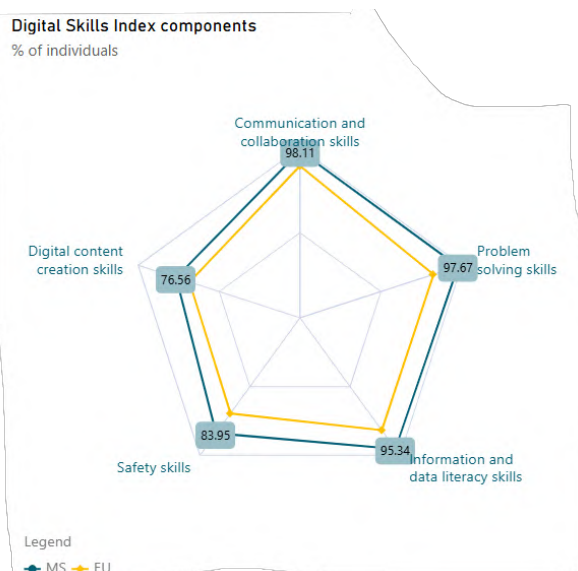 Digital Skills Index components
% of individuals
Communication and
collaboration skills
98.11
Problem
solving skills
97.67
Digital content
creation skills
76.56
83.95
Safety skills
95.34
Information and
data literacy skills
Legend
MS EU